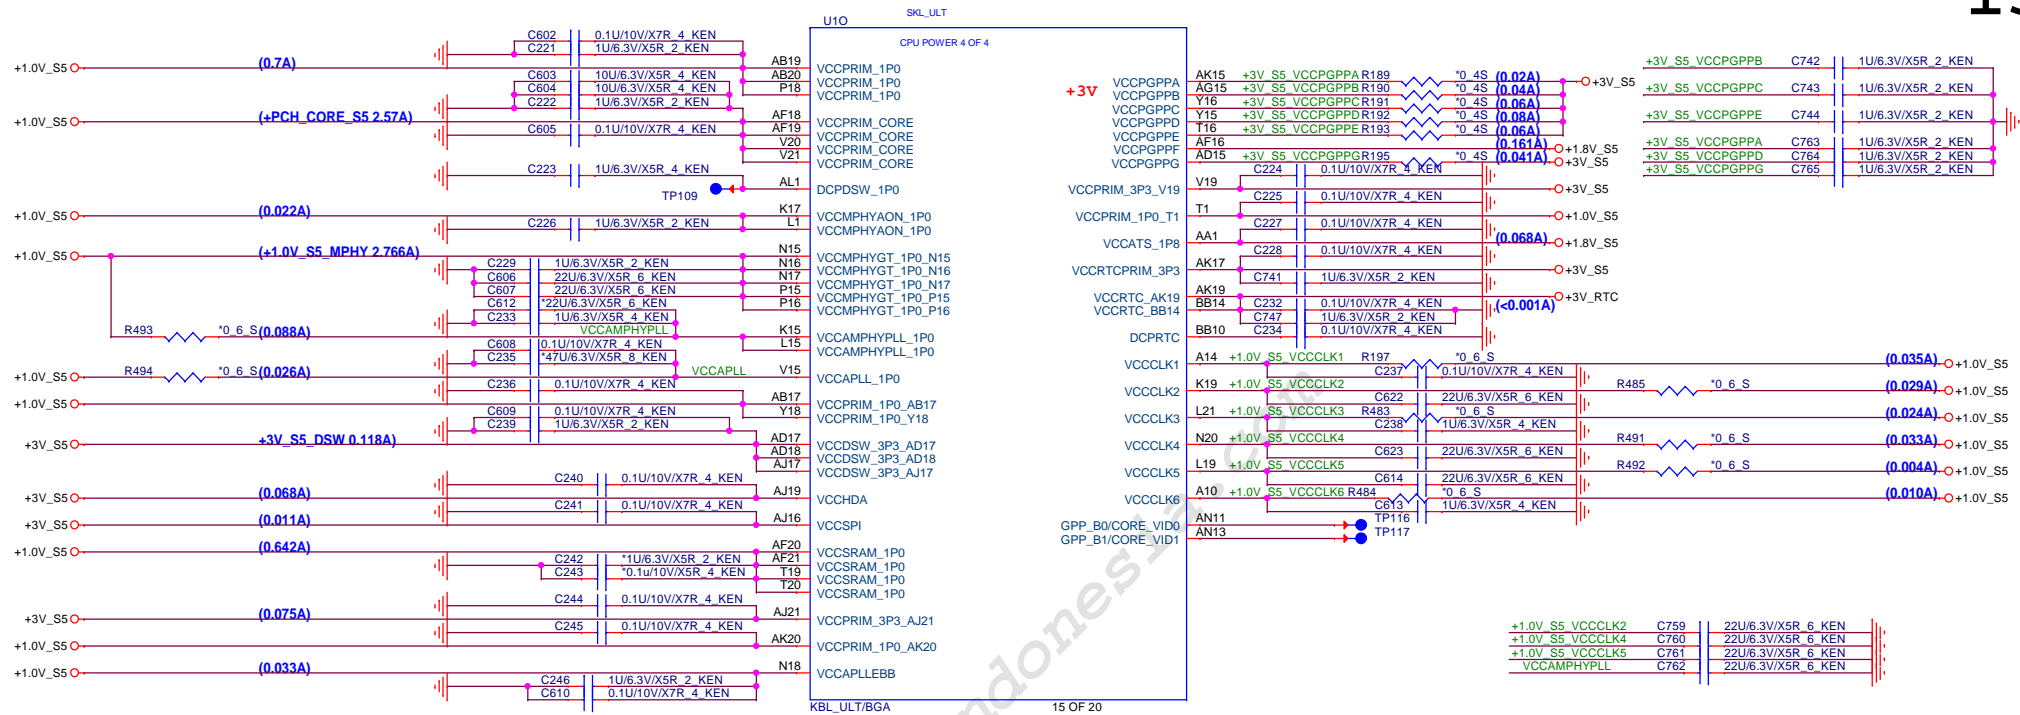 SKL_ULT
U1O
CPU POWER 4 OF 4
C602 0.1U/10V/X7R_4_KEN
C221 1U/6.3V/X5R_2_KEN
+1.0V_S5 (0.7A) AB19 VCCPRIM_1P0
C603 10U/6.3V/X5R_4_KEN AB20 VCCPRIM_1P0
C604 10U/6.3V/X5R_4_KEN P18 VCCPRIM_1P0
C222 1U/6.3V/X5R_2_KEN
+1.0V_S5 (+PCH_CORE_S5 2.57A) AF18 VCCPRIM_CORE
C605 0.1U/10V/X7R_4_KEN AF19 VCCPRIM_CORE
V20 VCCPRIM_CORE
V21 VCCPRIM_CORE
C223 1U/6.3V/X5R_4_KEN
TP109 AL1 DCPDSW_1P0
+1.0V_S5 (0.022A) K17 VCCMPHYAON_1P0
C226 1U/6.3V/X5R_2_KEN L1 VCCMPHYAON_1P0
+1.0V_S5 (+1.0V_S5_MPHY 2.766A) N15 VCCMPHYGT_1P0_N15
C229 1U/6.3V/X5R_2_KEN N16 VCCMPHYGT_1P0_N16
C606 22U/6.3V/X5R_6_KEN N17 VCCMPHYGT_1P0_N17
C607 22U/6.3V/X5R_6_KEN P15 VCCMPHYGT_1P0_P15
C612 *22U/6.3V/X5R_6_KEN P16 VCCMPHYGT_1P0_P16
C233 1U/6.3V/X5R_4_KEN
VCCAMPHYPLL
R493 *0_6_S (0.088A) K15 VCCAMPHYPLL_1P0
C608 0.1U/10V/X7R_4_KEN L15 VCCAMPHYPLL_1P0
C235 *47U/6.3V/X5R_8_KEN
+1.0V_S5 R494 *0_6_S (0.026A) VCCAPLL V15 VCCAPLL_1P0
C236 0.1U/10V/X7R_4_KEN
+1.0V_S5 AB17 VCCPRIM_1P0_AB17
C609 0.1U/10V/X7R_4_KEN Y18 VCCPRIM_1P0_Y18
C239 1U/6.3V/X5R_2_KEN
+3V_S5 +3V_S5_DSW 0.118A) AD17 VCCDSW_3P3_AD17
AD18 VCCDSW_3P3_AD18
AJ17 VCCDSW_3P3_AJ17
C240 0.1U/10V/X7R_4_KEN
+3V_S5 (0.068A) AJ19 VCCHDA
C241 0.1U/10V/X7R_4_KEN
+3V_S5 (0.011A) AJ16 VCCSPI
+1.0V_S5 (0.642A) AF20 VCCSRAM_1P0
C242 *1U/6.3V/X5R_2_KEN AF21 VCCSRAM_1P0
C243 *0.1u/10V/X5R_4_KEN T19 VCCSRAM_1P0
T20 VCCSRAM_1P0
C244 0.1U/10V/X7R_4_KEN
+3V_S5 (0.075A) AJ21 VCCPRIM_3P3_AJ21
C245 0.1U/10V/X7R_4_KEN
+1.0V_S5 AK20 VCCPRIM_1P0_AK20
+1.0V_S5 (0.033A) N18 VCCAPLLEBB
C246 1U/6.3V/X5R_2_KEN
C610 0.1U/10V/X7R_4_KEN
KBL_ULT/BGA 15 OF 20
+3V
VCCPGPPA AK15 +3V_S5_VCCPGPPA R189 *0_4S (0.02A) +3V_S5
VCCPGPPB AG15 +3V_S5_VCCPGPPB R190 *0_4S (0.04A)
VCCPGPPC Y16 +3V_S5_VCCPGPPC R191 *0_4S (0.06A)
VCCPGPPD Y15 +3V_S5_VCCPGPPD R192 *0_4S (0.08A)
VCCPGPPE T16 +3V_S5_VCCPGPPE R193 *0_4S (0.06A)
VCCPGPPF AF16 (0.161A) +1.8V_S5
VCCPGPPG AD15 +3V_S5_VCCPGPPG R195 *0_4S (0.041A) +3V_S5
C224 0.1U/10V/X7R_4_KEN
VCCPRIM_3P3_V19 V19 +3V_S5
C225 0.1U/10V/X7R_4_KEN
VCCPRIM_1P0_T1 T1 +1.0V_S5
C227 0.1U/10V/X7R_4_KEN
VCCATS_1P8 AA1 (0.068A) +1.8V_S5
C228 0.1U/10V/X7R_4_KEN
VCCRTCPRIM_3P3 AK17 +3V_S5
C741 1U/6.3V/X5R_2_KEN
VCCRTC_AK19 AK19 +3V_RTC
VCCRTC_BB14 BB14 C232 0.1U/10V/X7R_4_KEN (<0.001A)
C747 1U/6.3V/X5R_2_KEN
DCPRTC BB10 C234 0.1U/10V/X7R_4_KEN
VCCCLK1 A14 +1.0V_S5_VCCCLK1 R197 *0_6_S (0.035A) +1.0V_S5
C237 0.1U/10V/X7R_4_KEN
VCCCLK2 K19 +1.0V_S5_VCCCLK2 R485 *0_6_S (0.029A) +1.0V_S5
C622 22U/6.3V/X5R_6_KEN
VCCCLK3 L21 +1.0V_S5_VCCCLK3 R483 *0_6_S (0.024A) +1.0V_S5
C238 1U/6.3V/X5R_4_KEN
VCCCLK4 N20 +1.0V_S5_VCCCLK4 R491 *0_6_S (0.033A) +1.0V_S5
C623 22U/6.3V/X5R_6_KEN
VCCCLK5 L19 +1.0V_S5_VCCCLK5 R492 *0_6_S (0.004A) +1.0V_S5
C614 22U/6.3V/X5R_6_KEN
VCCCLK6 A10 +1.0V_S5_VCCCLK6 R484 *0_6_S (0.010A) +1.0V_S5
C613 1U/6.3V/X5R_4_KEN
GPP_B0/CORE_VID0 AN11 TP116
GPP_B1/CORE_VID1 AN13 TP117
+3V_S5_VCCPGPPB C742 1U/6.3V/X5R_2_KEN
+3V_S5_VCCPGPPC C743 1U/6.3V/X5R_2_KEN
+3V_S5_VCCPGPPE C744 1U/6.3V/X5R_2_KEN
+3V_S5_VCCPGPPA C763 1U/6.3V/X5R_2_KEN
+3V_S5_VCCPGPPD C764 1U/6.3V/X5R_2_KEN
+3V_S5_VCCPGPPG C765 1U/6.3V/X5R_2_KEN
+1.0V_S5_VCCCLK2 C759 22U/6.3V/X5R_6_KEN
+1.0V_S5_VCCCLK4 C760 22U/6.3V/X5R_6_KEN
+1.0V_S5_VCCCLK5 C761 22U/6.3V/X5R_6_KEN
VCCAMPHYPLL C762 22U/6.3V/X5R_6_KEN
ndonesia.com